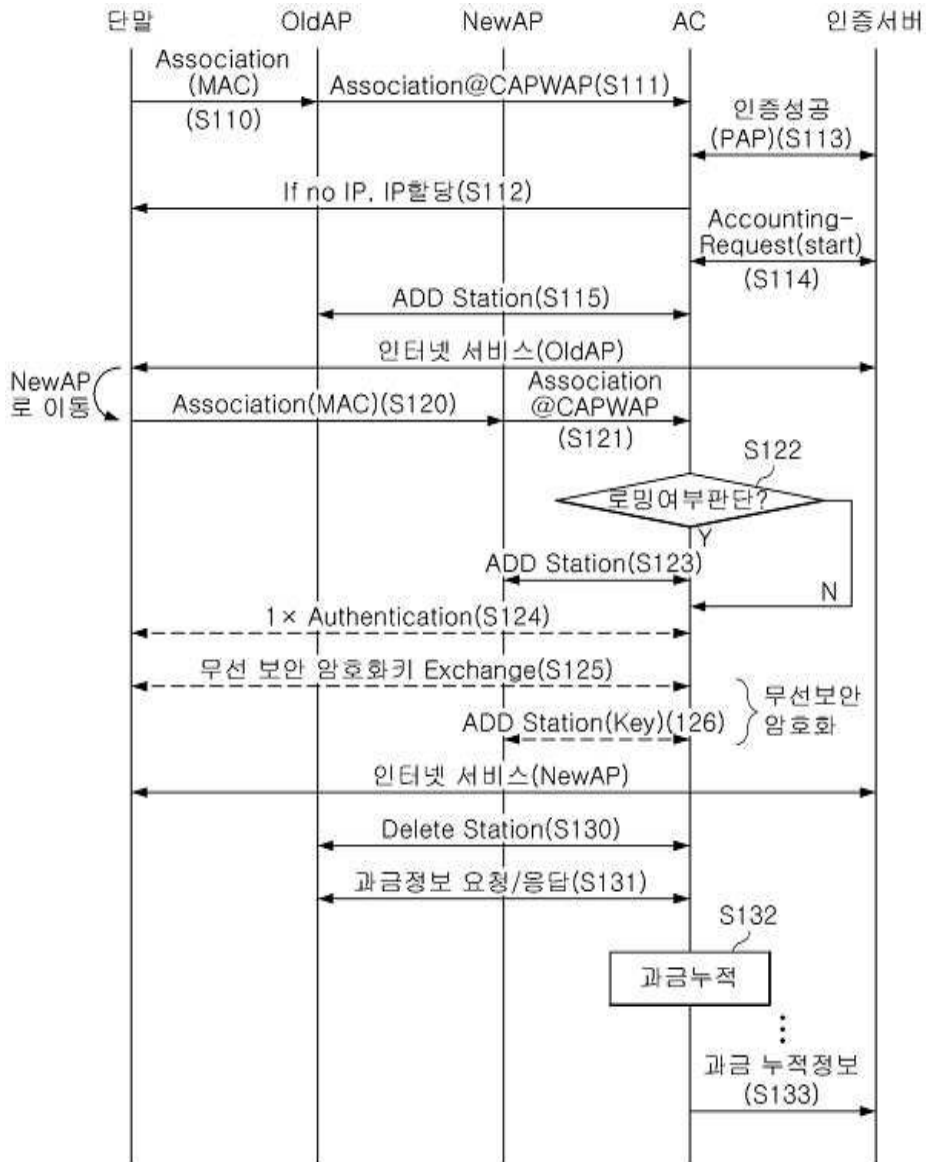 단말
OldAP
NewAP
AC
인증서버
Association
(MAC)
(S110)
Association@CAPWAP(S111)
인증성공
(PAP)(S113)
If no IP, IP할당(S112)
Accounting-
Request(start)
(S114)
ADD Station(S115)
인터넷 서비스(OldAP)
NewAP
로 이동
Association(MAC)(S120)
Association
@CAPWAP
(S121)
S122
로밍여부판단?
Y
ADD Station(S123)
N
1× Authentication(S124)
무선 보안 암호화키 Exchange(S125)
ADD Station(Key)(126)
무선보안
암호화
인터넷 서비스(NewAP)
Delete Station(S130)
과금정보 요청/응답(S131)
S132
과금누적
과금 누적정보
(S133)